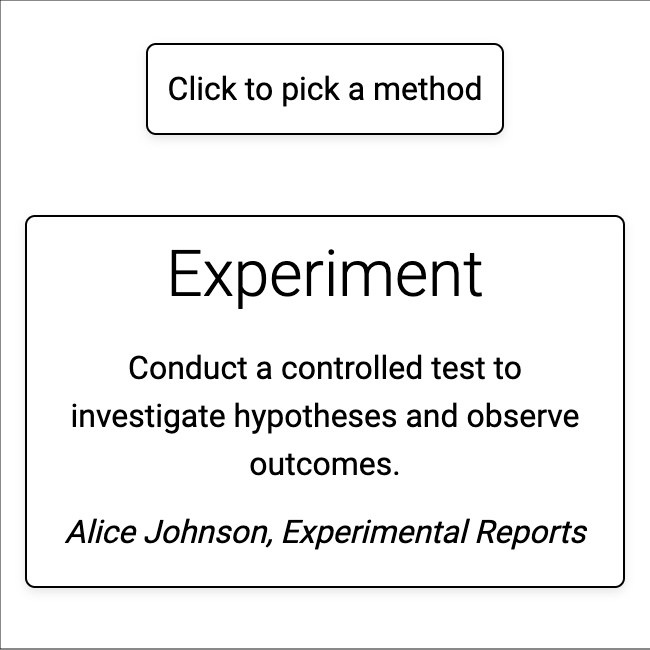 Click to pick a method
Experiment
Conduct a controlled test to
investigate hypotheses and observe
outcomes.
Alice Johnson, Experimental Reports